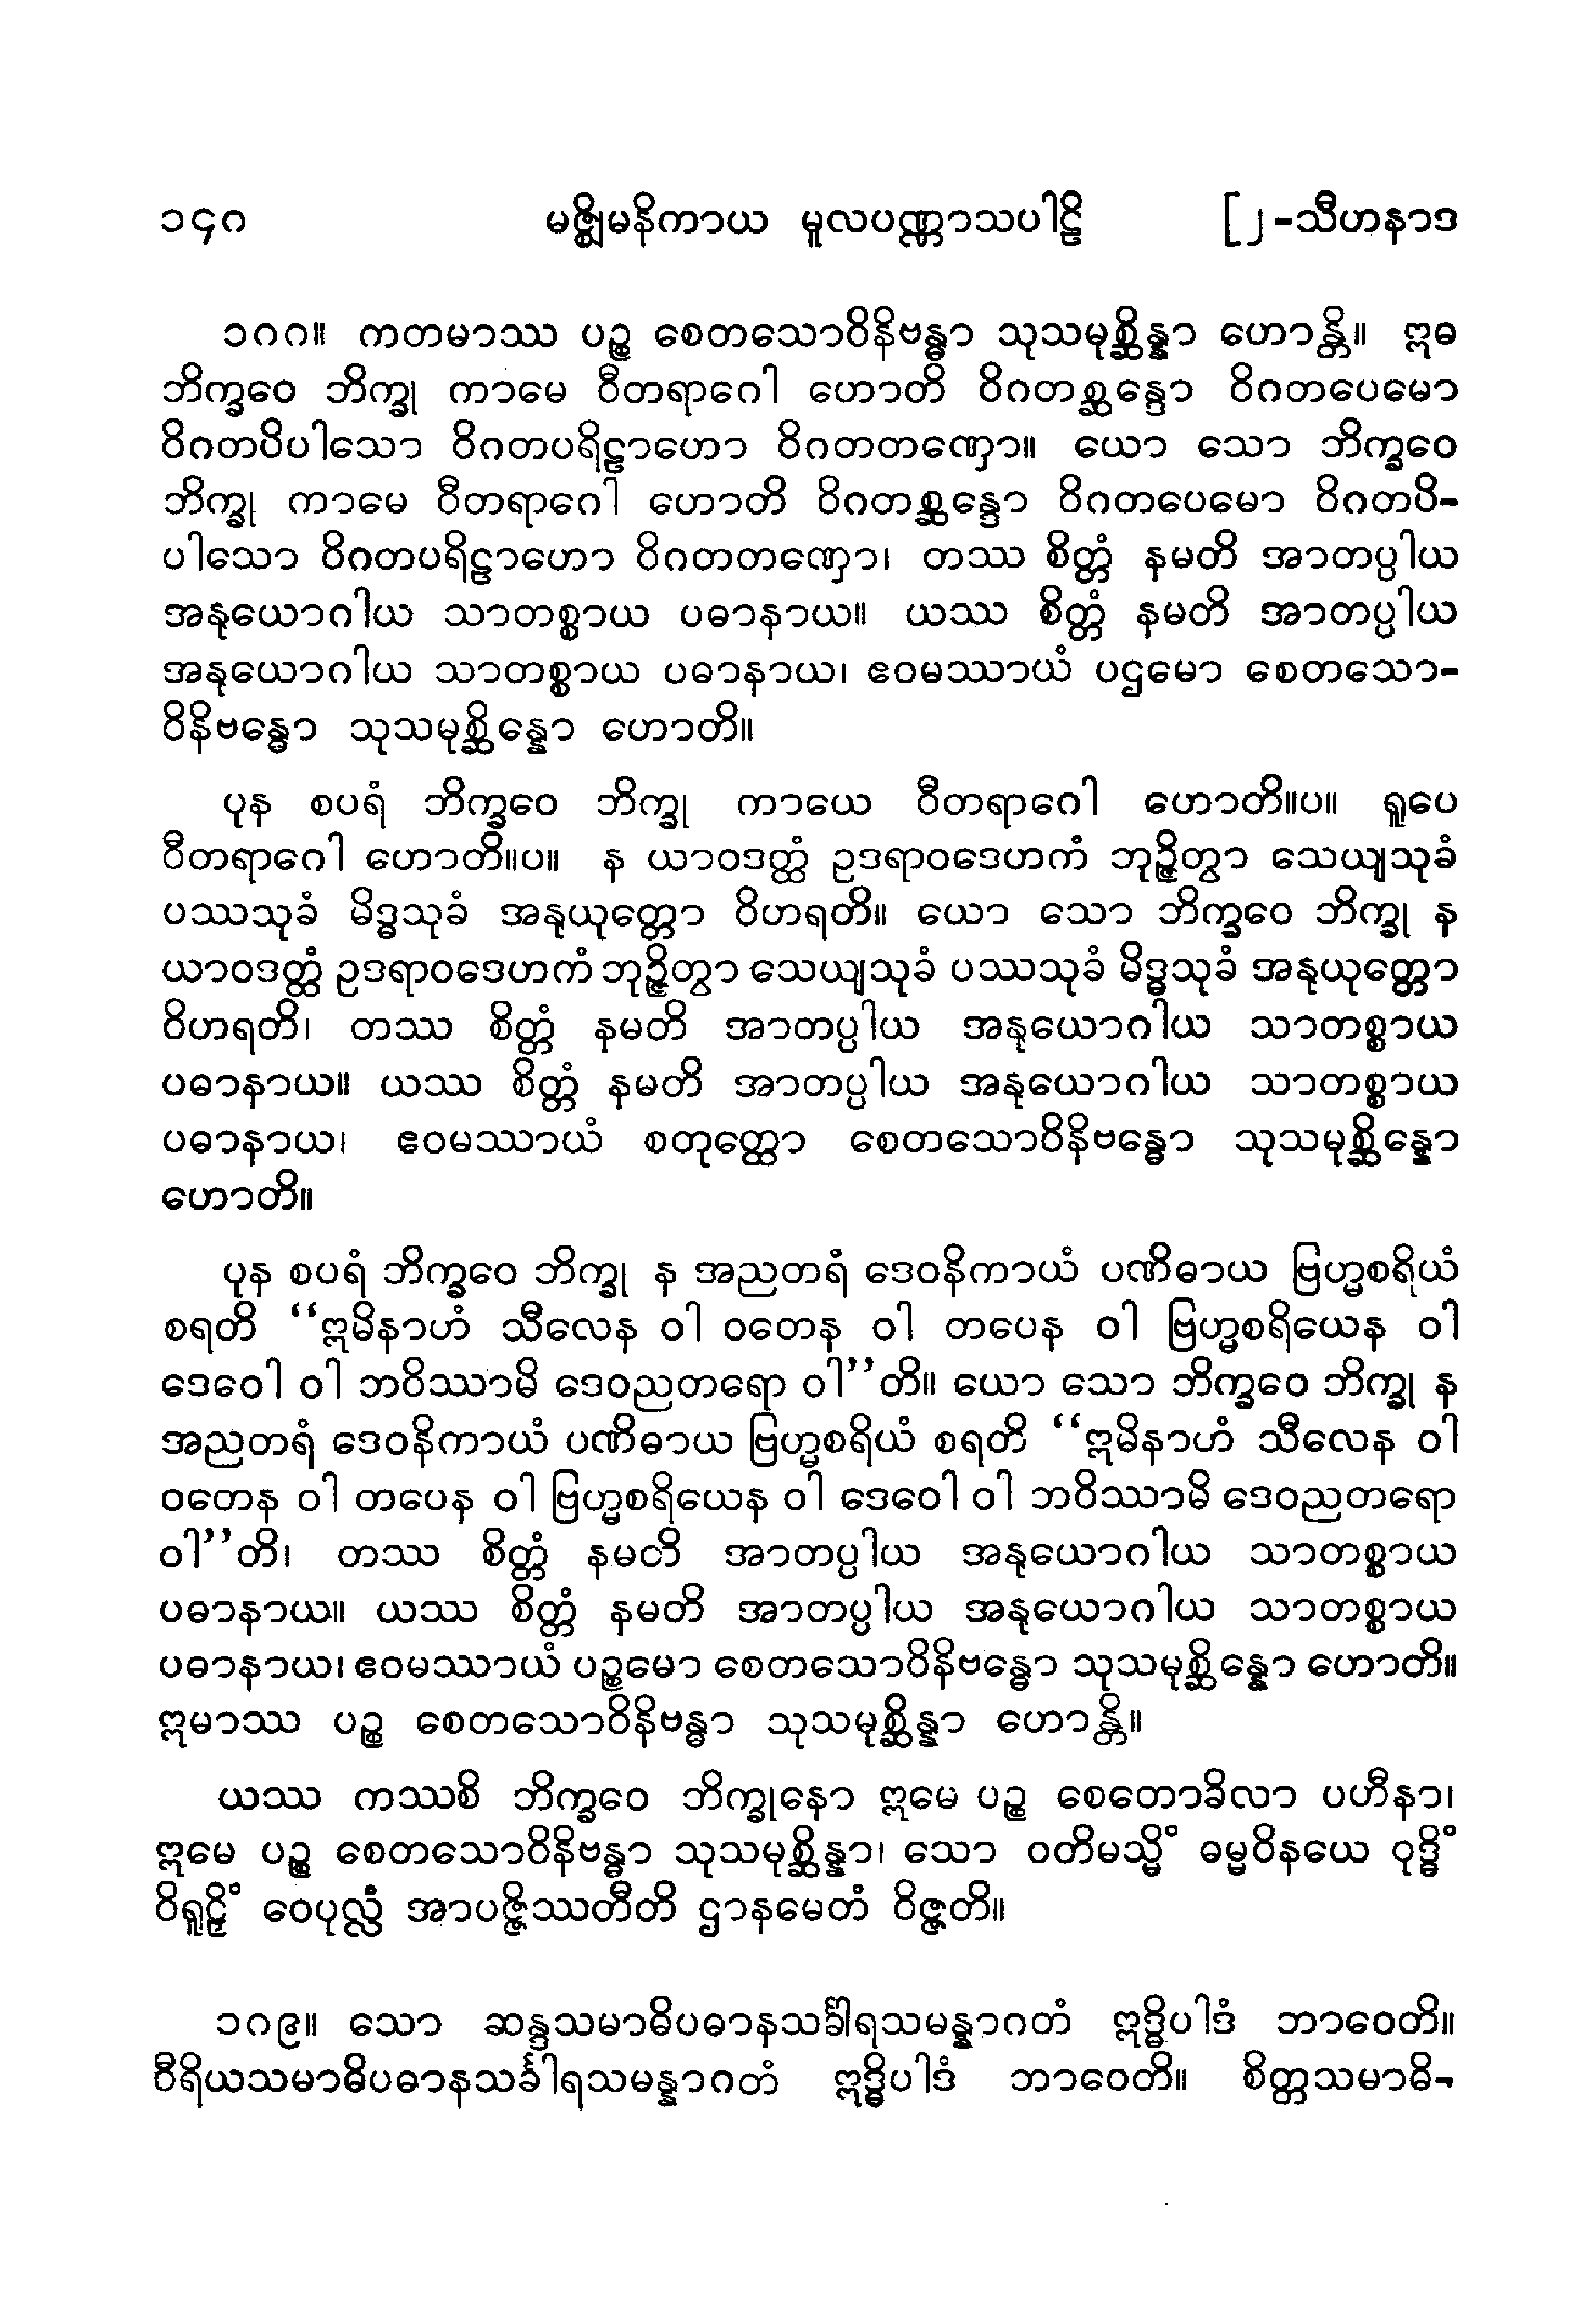 ၁၄၈ မဇ္ဈိမနိကာယ မူလပဏ္ဏာသပါဠိ [၂-သီဟနာဒ
၁၈၈။ ကတမာဿ ပဉ္စ စေတသောဝိနိဗန္ဓာ သုသမုစ္ဆိန္နာ ဟောန္တိ။ ဣဓ
ဘိက္ခဝေ ဘိက္ခု ကာမေ ဝီတရာဂေါ ဟောတိ ဝိဂတစ္ဆန္ဒော ဝိဂတပေမော
ဝိဂတပိပါသော ဝိဂတပရိဠာဟော ဝိဂတတဏှော။ ယော သော ဘိက္ခဝေ
ဘိက္ခု ကာမေ ဝီတရာဂေါ ဟောတိ ဝိဂတစ္ဆန္ဒော ဝိဂတပေမော ဝိဂတပိ-
ပါသော ဝိဂတပရိဠာဟော ဝိဂတတဏှော၊ တဿ စိတ္တံ နမတိ အာတပ္ပါယ
အနုယောဂါယ သာတစ္စာယ ပဓာနာယ။ ယဿ စိတ္တံ နမတိ အာတပ္ပါယ
အနုယောဂါယ သာတစ္စာယ ပဓာနာယ၊ ဧဝမဿာယံ ပဌမော စေတသော-
ဝိနိဗန္ဓော သုသမုစ္ဆိန္နော ဟောတိ။
ပုန စပရံ ဘိက္ခဝေ ဘိက္ခု ကာယေ ဝီတရာဂေါ ဟောတိ။ပ။ ရူပေ
ဝီတရာဂေါ ဟောတိ။ပ။ န ယာဝဒတ္ထံ ဥဒရာဝဒေဟကံ ဘုဉ္ဇိတွာ သေယျသုခံ
ပဿသုခံ မိဒ္ဓသုခံ အနုယုတ္တော ဝိဟရတိ။ ယော သော ဘိက္ခဝေ ဘိက္ခု န
ယာဝဒတ္ထံ ဥဒရာဝဒေဟကံ ဘုဉ္ဇိတွာ သေယျသုခံ ပဿသုခံ မိဒ္ဓသုခံ အနုယုတ္တော
ဝိဟရတိ၊ တဿ စိတ္တံ နမတိ အာတပ္ပါယ အနုယောဂါယ သာတစ္စာယ
ပဓာနာယ။ ယဿ စိတ္တံ နမတိ အာတပ္ပါယ အနုယောဂါယ သာတစ္စာယ
ပဓာနာယ၊ ဧဝမဿာယံ စတုတ္ထော စေတသောဝိနိဗန္ဓော သုသမုစ္ဆိန္နော
ဟောတိ။
ပုန စပရံ ဘိက္ခဝေ ဘိက္ခု န အညတရံ ဒေဝနိကာယံ ပဏိဓာယ ဗြဟ္မစရိယံ
စရတိ “ဣမိနာဟံ သီလေန ဝါ ဝတေန ဝါ တပေန ဝါ ဗြဟ္မစရိယေန ဝါ
ဒေဝေါ ဝါ ဘဝိဿာမိ ဒေဝညတရော ဝါ”တိ။ ယော သော ဘိက္ခဝေ ဘိက္ခု န
အညတရံ ဒေဝနိကာယံ ပဏိဓာယ ဗြဟ္မစရိယံ စရတိ “ဣမိနာဟံ သီလေန ဝါ
ဝတေန ဝါ တပေန ဝါ ဗြဟ္မစရိယေန ဝါ ဒေဝေါ ဝါ ဘဝိဿာမိ ဒေဝညတရော
ဝါ”တိ၊ တဿ စိတ္တံ နမတိ အာတပ္ပါယ အနုယောဂါယ သာတစ္စာယ
ပဓာနာယ။ ယဿ စိတ္တံ နမတိ အာတပ္ပါယ အနုယောဂါယ သာတစ္စာယ
ပဓာနာယ၊ ဧဝမဿာယံ ပဉ္စမော စေတသောဝိနိဗန္ဓော သုသမုစ္ဆိန္နော ဟောတိ။
ဣမာဿ ပဉ္စ စေတသောဝိနိဗန္ဓာ သုသမုစ္ဆိန္နာ ဟောန္တိ။
ယဿ ကဿစိ ဘိက္ခဝေ ဘိက္ခုနော ဣမေ ပဉ္စ စေတောခိလာ ပဟီနာ၊
ဣမေ ပဉ္စ စေတသောဝိနိဗန္ဓာ သုသမုစ္ဆိန္နာ၊ သော ဝတိမသ္မိံ ဓမ္မဝိနယေ ဝုဒ္ဓိံ
ဝိရူဠှိံ ဝေပုလ္လံ အာပဇ္ဇိဿတီတိ ဌာနမေတံ ဝိဇ္ဇတိ။
၁၈၉။ သော ဆန္ဒသမာဓိပဓာနသင်္ခါရသမန္နာဂတံ ဣဒ္ဓိပါဒံ ဘာဝေတိ။
ဝီရိယသမာဓိပဓာနသင်္ခါရသမန္နာဂတံ ဣဒ္ဓိပါဒံ ဘာဝေတိ။ စိတ္တသမာဓိ-